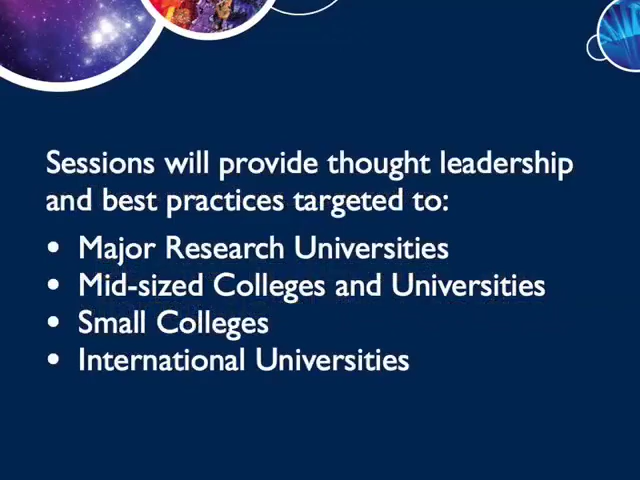 Sessions will provide thought leadership
and best practices targeted to:
• Major Research Universities
• Mid-sized Colleges and Universities
• Small Colleges
• International Universities